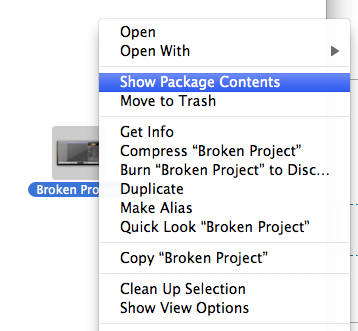 Open
Open With
Show Package Contents
Move to Trash
Broken Pro
Get Info
Compress “Broken Project”
Burn “Broken Project” to Disc…
Duplicate
Make Alias
Quick Look “Broken Project”
Copy “Broken Project”
Clean Up Selection
Show View Options